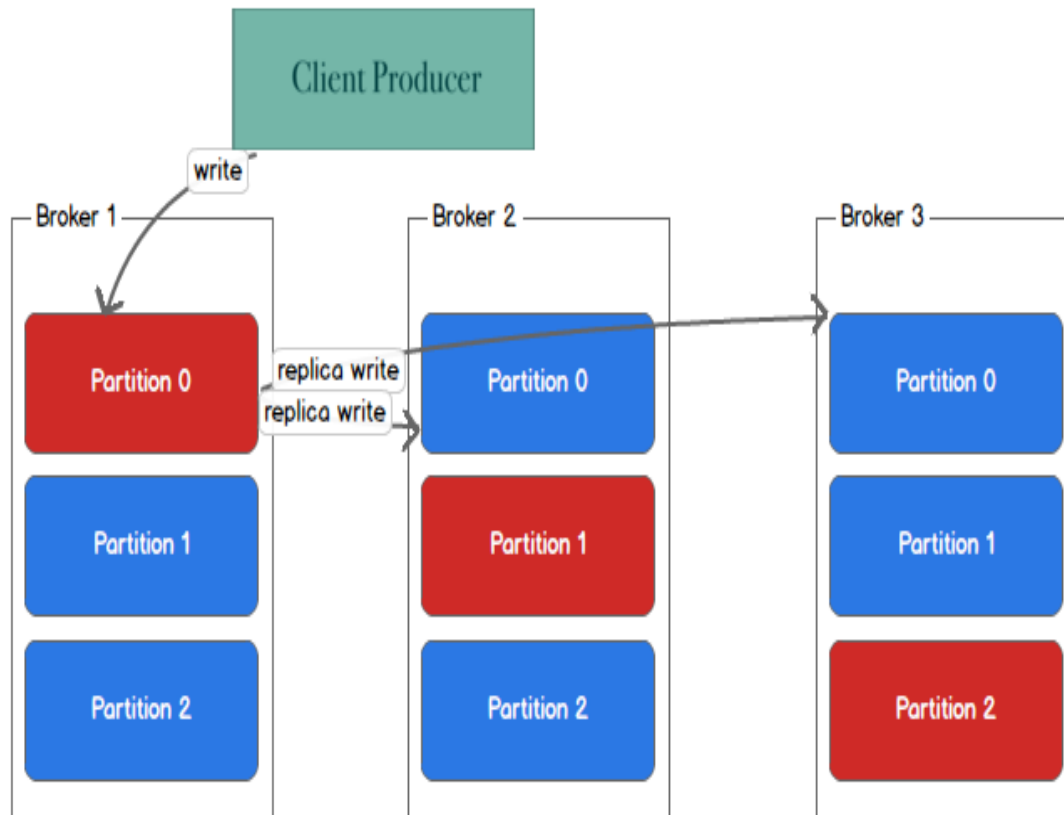 Client Producer
write
Broker 1
Broker 2
Broker 3
Partition 0
replica write
replica write
Partition 0
Partition 0
Partition 1
Partition 1
Partition 1
Partition 2
Partition 2
Partition 2